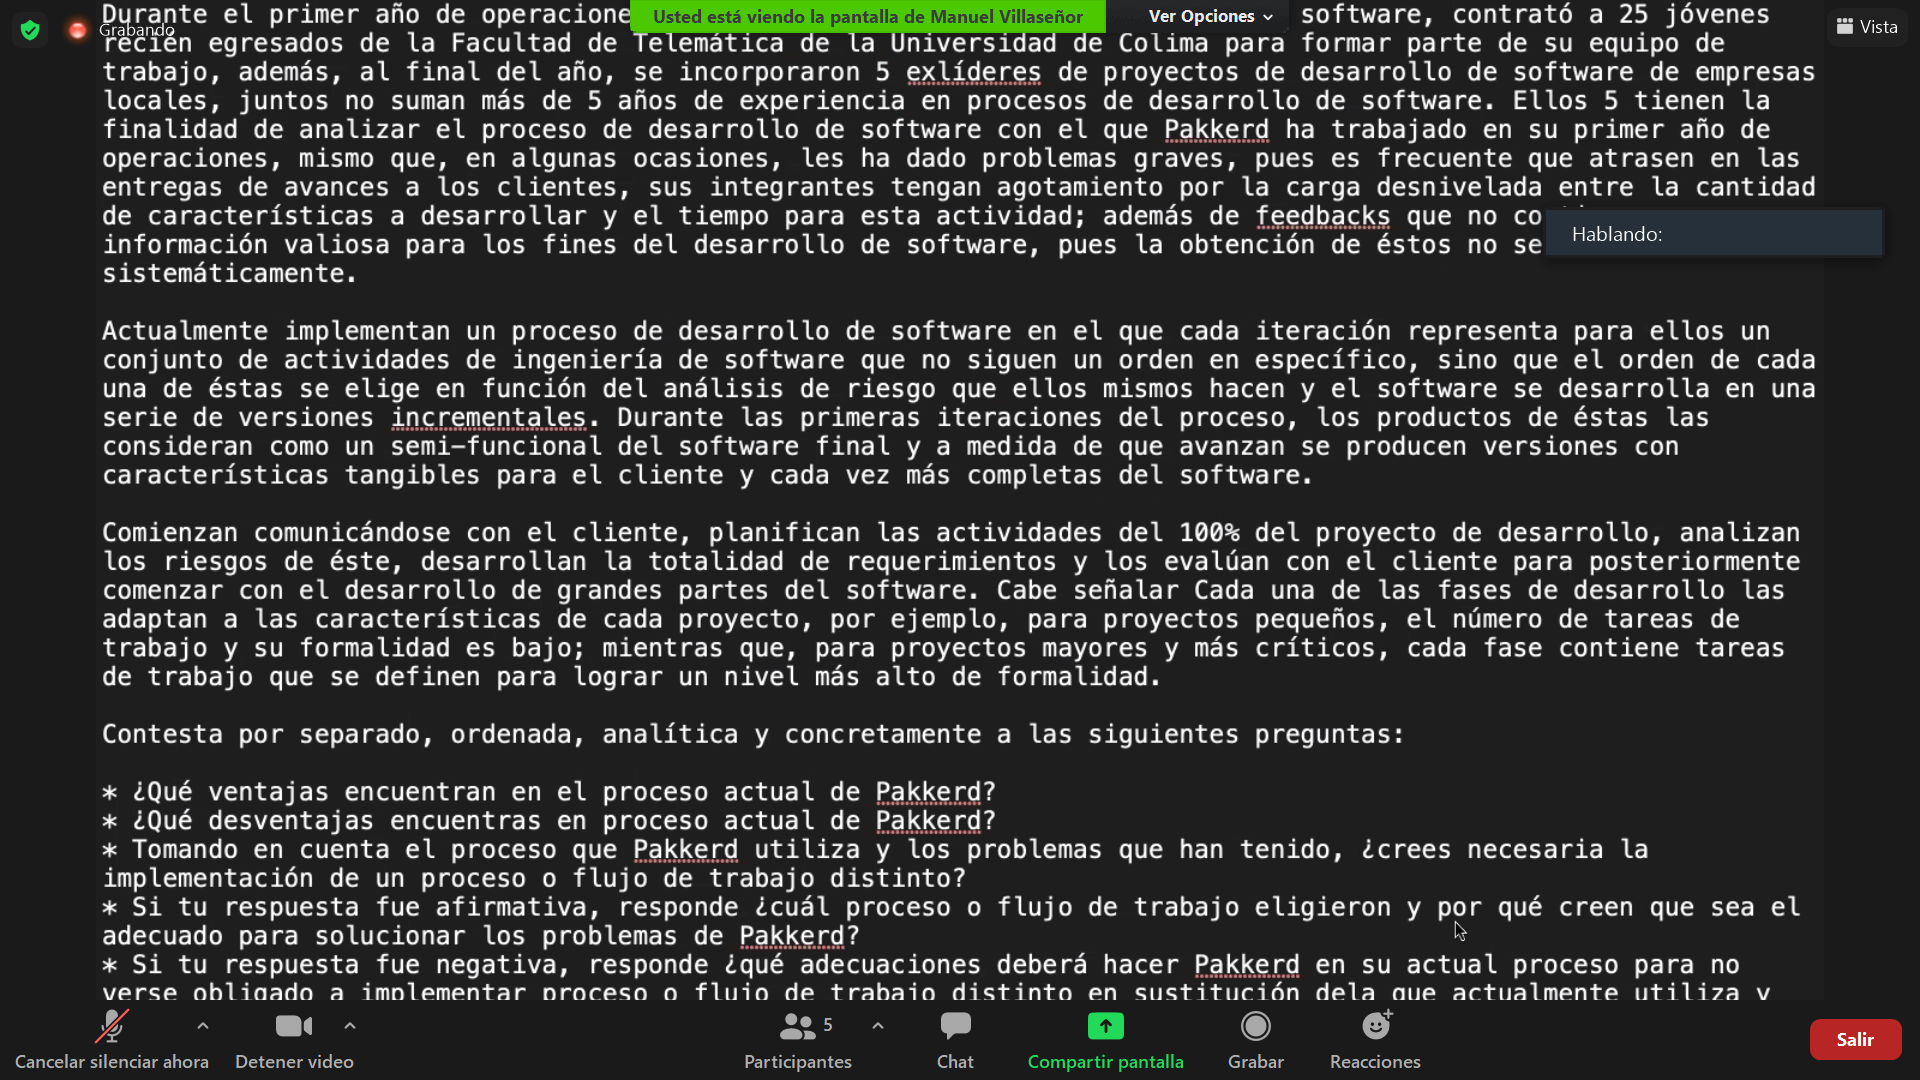 Durante el primer año de operacione
Usted está viendo la pantalla de Manuel Villaseñor
Ver Opciones
software, contrató a 25 jóvenes
Grabando
Vista
recién egresados de la Facultad de Telemática de la Universidad de Colima para formar parte de su equipo de
trabajo, además, al final del año, se incorporaron 5 exlíderes de proyectos de desarrollo de software de empresas
locales, juntos no suman más de 5 años de experiencia en procesos de desarrollo de software. Ellos 5 tienen la
finalidad de analizar el proceso de desarrollo de software con el que Pakkerd ha trabajado en su primer año de
operaciones, mismo que, en algunas ocasiones, les ha dado problemas graves, pues es frecuente que atrasen en las
entregas de avances a los clientes, sus integrantes tengan agotamiento por la carga desnivelada entre la cantidad
de características a desarrollar y el tiempo para esta actividad; además de feedbacks que no
Hablando:
información valiosa para los fines del desarrollo de software, pues la obtención de éstos no se
sistemáticamente.
Actualmente implementan un proceso de desarrollo de software en el que cada iteración representa para ellos un
conjunto de actividades de ingeniería de software que no siguen un orden en específico, sino que el orden de cada
una de éstas se elige en función del análisis de riesgo que ellos mismos hacen y el software se desarrolla en una
serie de versiones incrementales. Durante las primeras iteraciones del proceso, los productos de éstas las
consideran como un semi-funcional del software final y a medida de que avanzan se producen versiones con
características tangibles para el cliente y cada vez más completas del software.
Comienzan comunicándose con el cliente, planifican las actividades del 100% del proyecto de desarrollo, analizan
los riesgos de éste, desarrollan la totalidad de requerimientos y los evalúan con el cliente para posteriormente
comenzar con el desarrollo de grandes partes del software. Cabe señalar Cada una de las fases de desarrollo las
adaptan a las características de cada proyecto, por ejemplo, para proyectos pequeños, el número de tareas de
trabajo y su formalidad es bajo; mientras que, para proyectos mayores y más críticos, cada fase contiene tareas
de trabajo que se definen para lograr un nivel más alto de formalidad.
Contesta por separado, ordenada, analítica y concretamente a las siguientes preguntas:
* ¿Qué ventajas encuentran en el proceso actual de Pakkerd?
* ¿Qué desventajas encuentras en proceso actual de Pakkerd?
* Tomando en cuenta el proceso que Pakkerd utiliza y los problemas que han tenido, ¿crees necesaria la
implementación de un proceso o flujo de trabajo distinto?
* Si tu respuesta fue afirmativa, responde ¿cuál proceso o flujo de trabajo eligieron y por qué creen que sea el
adecuado para solucionar los problemas de Pakkerd?
* Si tu respuesta fue negativa, responde ¿qué adecuaciones deberá hacer Pakkerd en su actual proceso para no
verse obligado a implementar proceso o flujo de trabajo distinto en sustitución dela que actualmente utiliza y
5
Cancelar silenciar ahora
Detener video
Participantes
Chat
Compartir pantalla
Grabar
Reacciones
Salir